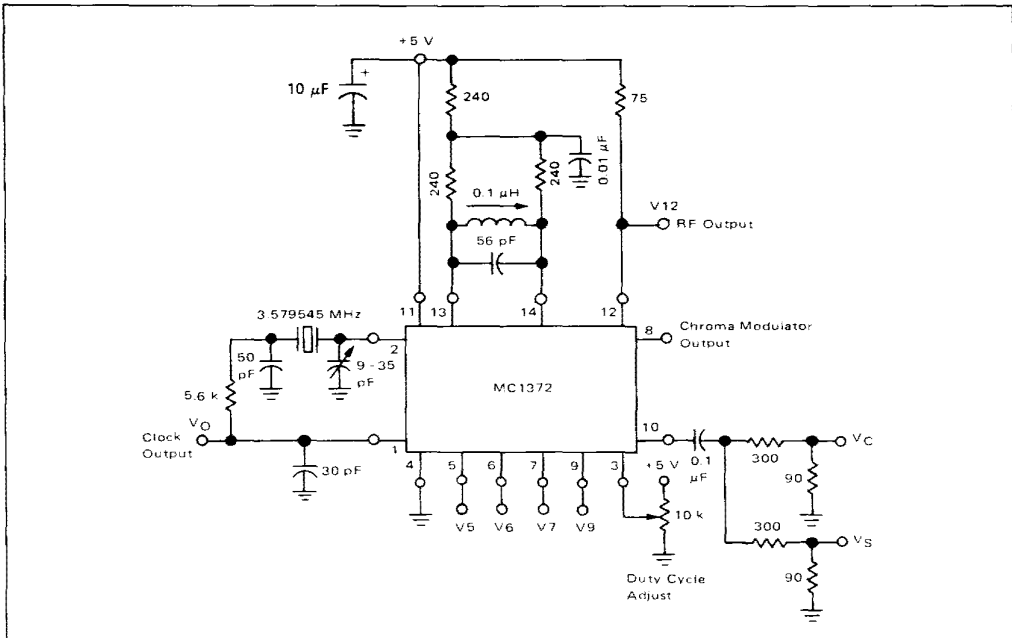 +5 V
10 µF
+
240
75
240
240
0.01 µF
0.1 µH
56 pF
V12
RF Output
3.579545 MHz
11
13
14
12
2
8
Chroma Modulator
Output
50
pF
9 - 35
pF
5.6 k
MC1372
VO
Clock
Output
1
10
30 pF
4
5
6
7
9
3
+5 V
0.1
µF
300
VC
90
V5
V6
V7
V9
10 k
300
VS
90
Duty Cycle
Adjust